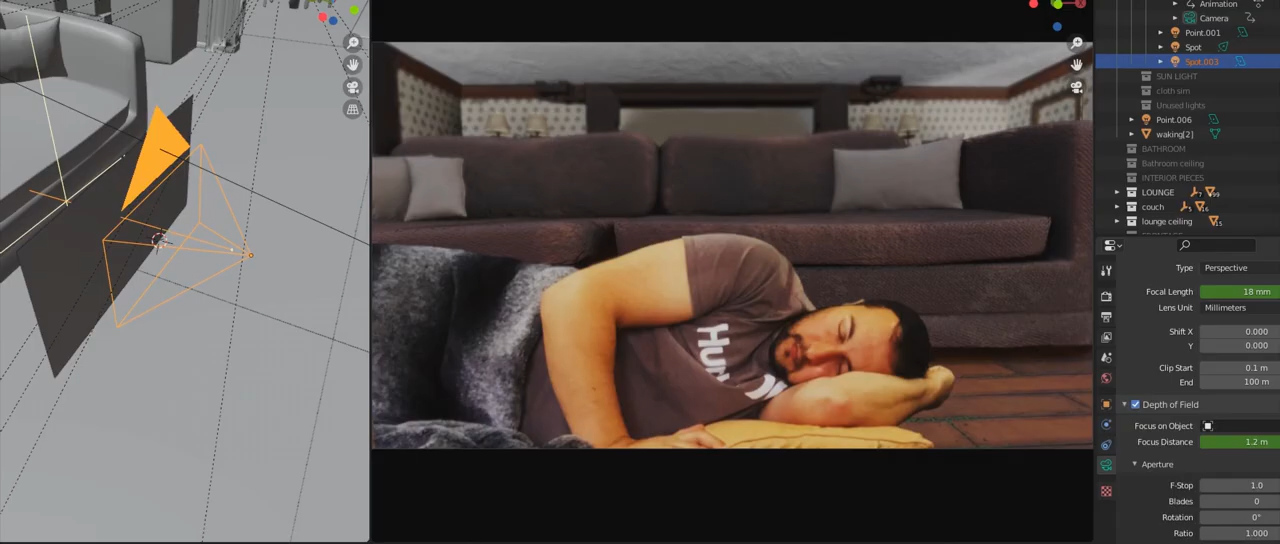 Animation
Camera
Point.001
Spot
Spot.003
SUN LIGHT
cloth sim
Unused lights
Point.006
waking[2]
BATHROOM
Bathroom ceiling
INTERIOR PIECES
LOUNGE
couch
lounge ceiling
Type Perspective
Focal Length 18 mm
Lens Unit Millimeters
Shift X 0.000
Y 0.000
Clip Start 0.1 m
End 100 m
Depth of Field
Focus on Object
Focus Distance 1.2 m
Aperture
F-Stop 1.0
Blades 0
Rotation 0°
Ratio 1.000